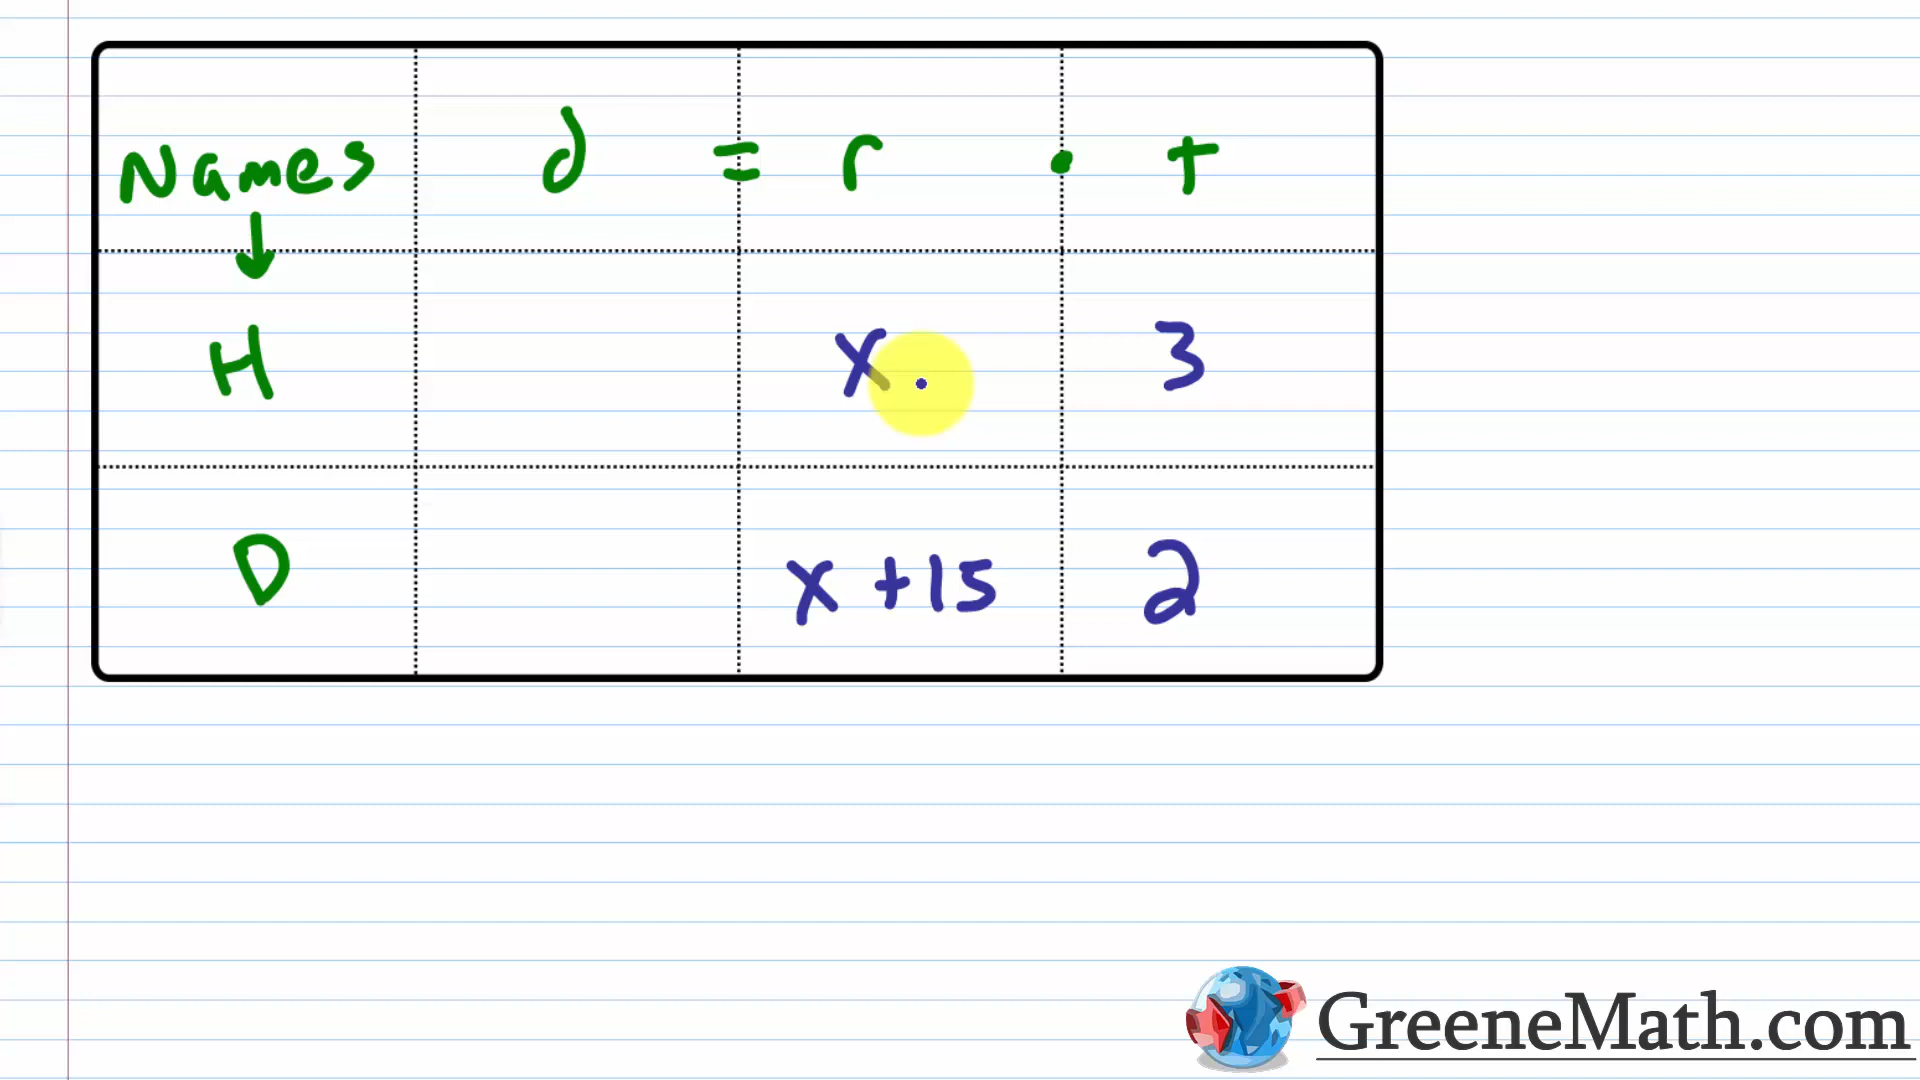 Names d = r · t
↓
H x 3
D x + 15 2
GreeneMath.com